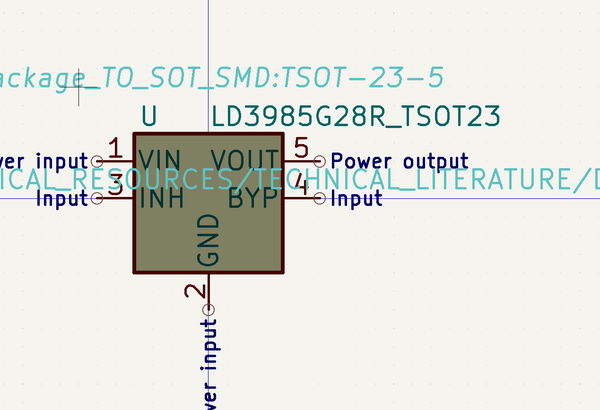 ackage_TO_SOT_SMD:TSOT-23-5
U LD3985G28R_TSOT23
wer input 1 VIN VOUT 5 Power output
ICAL_RESOURCES/TECHNICAL_LITERATURE/D
Input 3 INH BYP 4 Input
GND
2
wer input